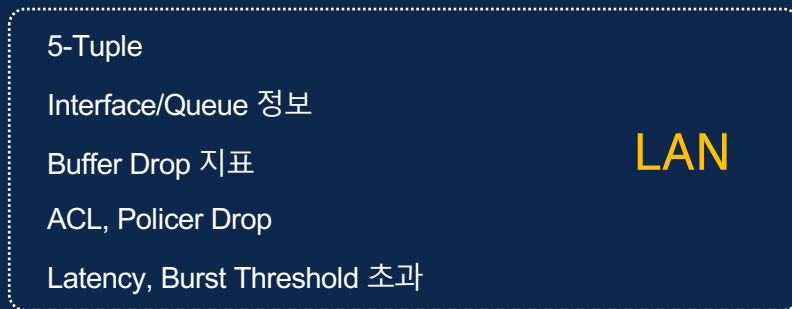 5-Tuple
Interface/Queue 정보
Buffer Drop 지표
LAN
ACL, Policer Drop
Latency, Burst Threshold 초과